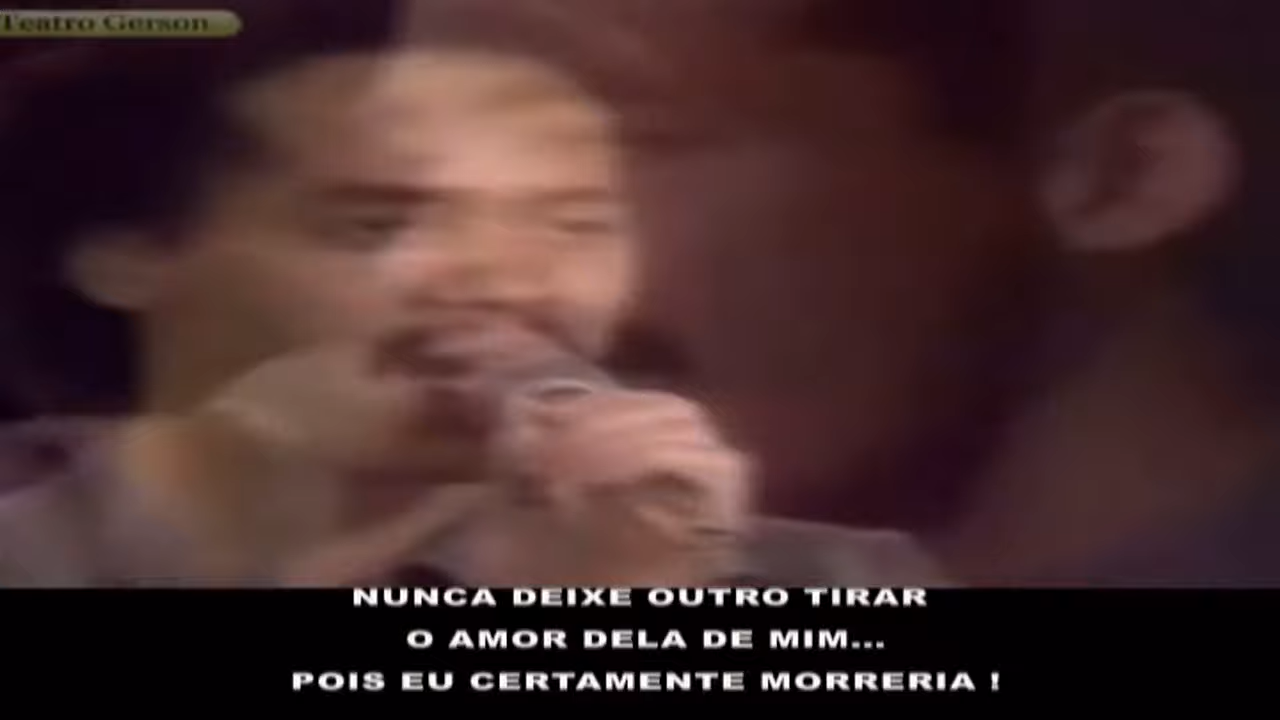 Teatro Gerson
NUNCA DEIXE OUTRO TIRAR
O AMOR DELA DE MIM...
POIS EU CERTAMENTE MORRERIA !